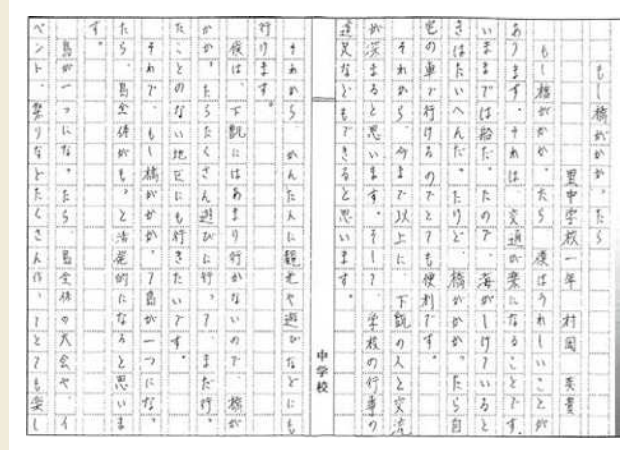 もし橋がかかったら
里中学校一年　村岡　美貴
もし橋がかかったら、僕はうれしいことが
あります。それは、交通が楽になることです。
いままでは船だったので、海がしけていると
きはたいへんだったけど、橋がかかったら自
宅の車で行けるのでとても便利です。
それから、今まで以上に、下甑の人と交流
が深まると思います。そして、学校の行事の
遠足などもできると思います。
中学校
それから、かんたんに観光や遊びなどにも
行けます。
僕は、下甑にはあまり行かないので、橋が
かかったらたくさん遊びに行って、まだ行っ
たことのない地区にも行きたいです。
それで、もし橋がかかって島が一つになっ
たら、島全体がもっと活発的になると思いま
す。
島が一つになったら、島全体の大会や、イ
ベント、祭りなどたくさん作ってとても楽し